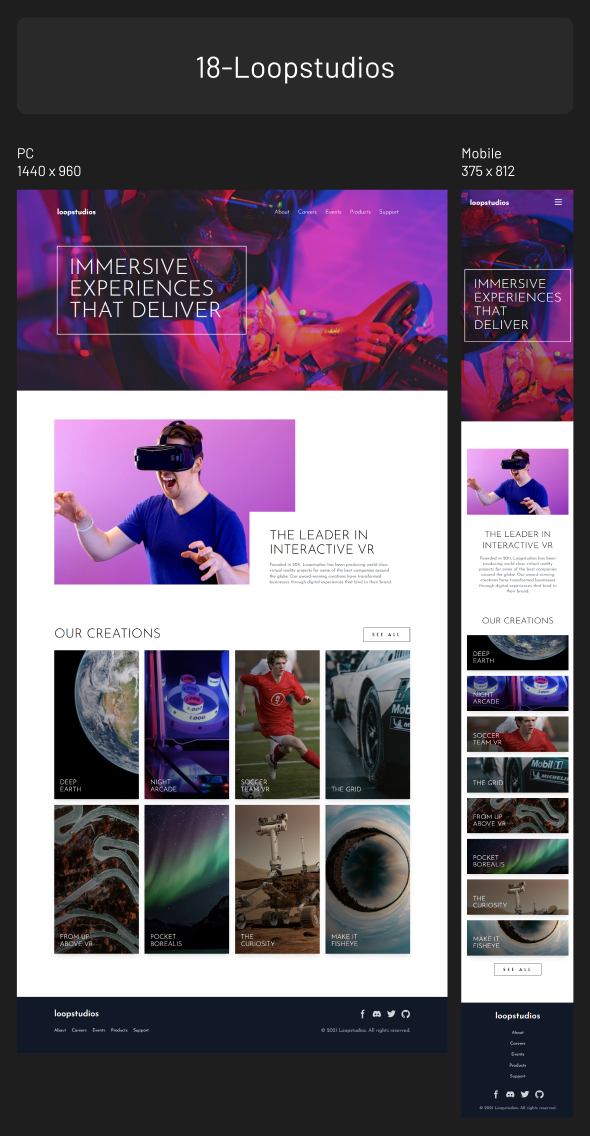 18-Loopstudios
PC
1440 x 960
Mobile
375 x 812
loopstudios
About Careers Events Products Support
IMMERSIVE
EXPERIENCES
THAT DELIVER
THE LEADER IN
INTERACTIVE VR
Founded in 2011, Loopstudios has been producing world-class
virtual reality projects for some of the best companies around
the globe. Our award-winning creations have transformed
businesses through digital experiences that bind to their brand.
OUR CREATIONS
SEE ALL
DEEP
EARTH
NIGHT
ARCADE
SOCCER
TEAM VR
THE GRID
FROM UP
ABOVE VR
POCKET
BOREALIS
THE
CURIOSITY
MAKE IT
FISHEYE
loopstudios
About Careers Events Products Support
© 2021 Loopstudios. All rights reserved.
loopstudios
IMMERSIVE
EXPERIENCES
THAT
DELIVER
THE LEADER IN
INTERACTIVE VR
Founded in 2011, Loopstudios has been
producing world-class virtual reality
projects for some of the best companies
around the globe. Our award-winning
creations have transformed businesses
through digital experiences that bind to
their brand.
OUR CREATIONS
DEEP
EARTH
NIGHT
ARCADE
SOCCER
TEAM VR
Mobil 1
MICHELIN
THE GRID
FROM UP
ABOVE VR
POCKET
BOREALIS
THE
CURIOSITY
MAKE IT
FISHEYE
SEE ALL
loopstudios
About
Careers
Events
Products
Support
© 2021 Loopstudios. All rights reserved.